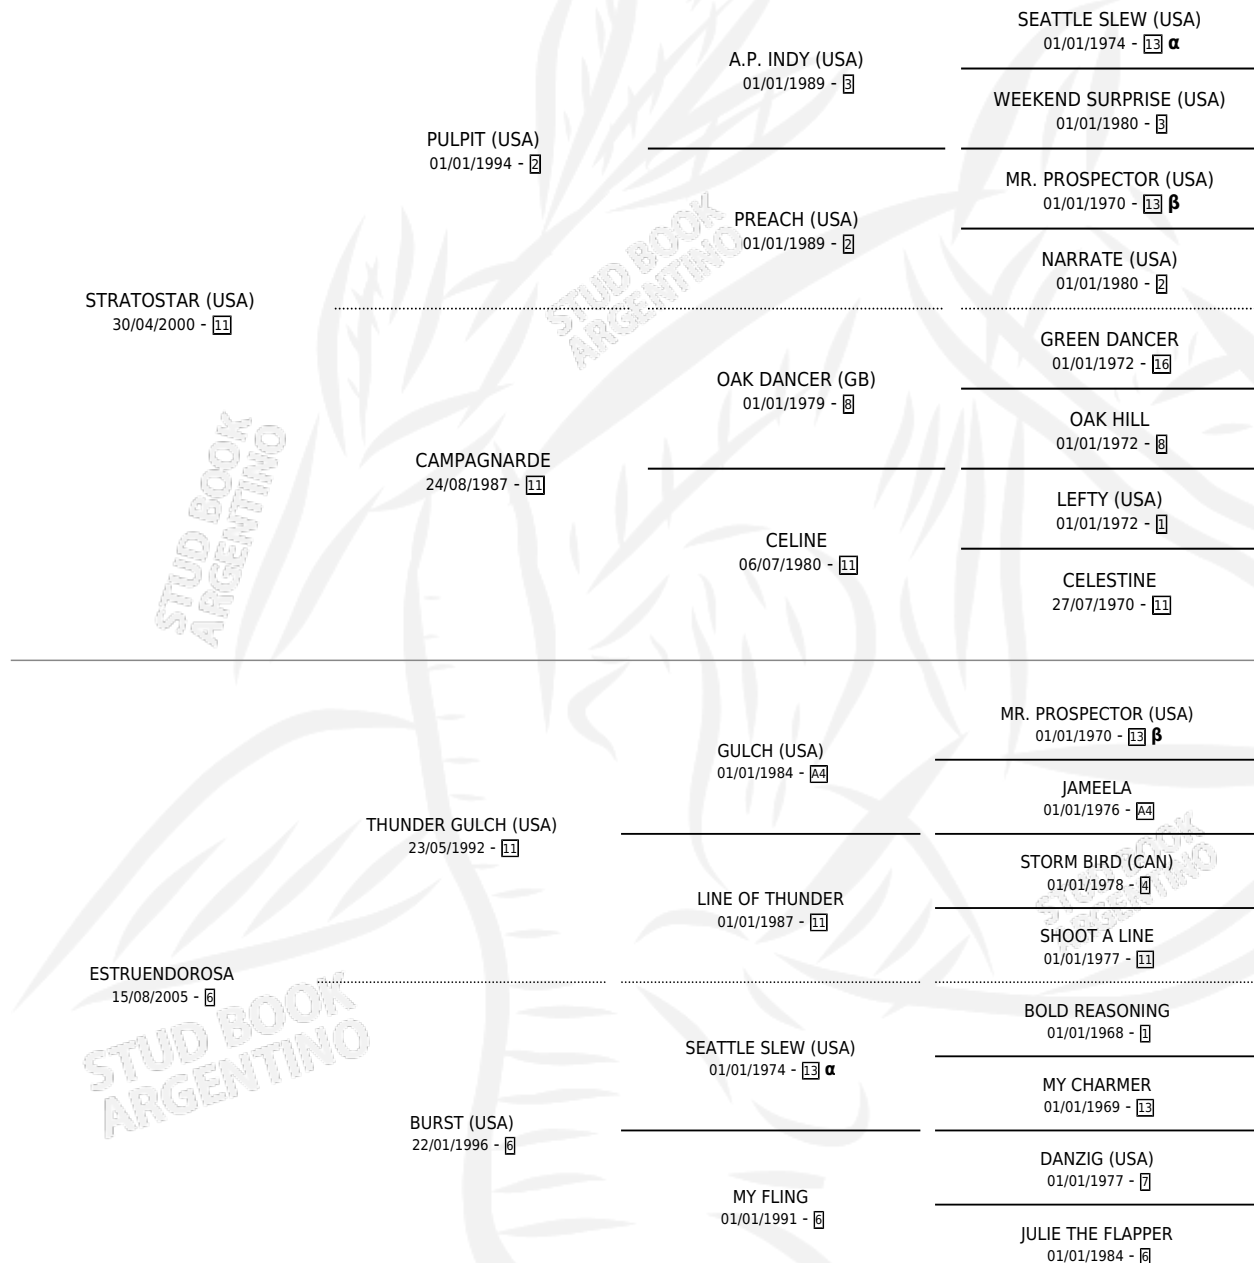 SEATTLE SLEW (USA)
01/01/1974 - 13 α
A.P. INDY (USA)
01/01/1989 - 3
WEEKEND SURPRISE (USA)
01/01/1980 - 3
PULPIT (USA)
01/01/1994 - 2
MR. PROSPECTOR (USA)
01/01/1970 - 13 β
PREACH (USA)
01/01/1989 - 2
NARRATE (USA)
01/01/1980 - 2
STUD BOOK
ARGENTINO
STRATOSTAR (USA)
30/04/2000 - 11
GREEN DANCER
01/01/1972 - 16
OAK DANCER (GB)
01/01/1979 - 8
OAK HILL
01/01/1972 - 8
CAMPAGNARDE
24/08/1987 - 11
LEFTY (USA)
01/01/1972 - 1
CELINE
06/07/1980 - 11
CELESTINE
27/07/1970 - 11
STUD BOOK
ARGENTINO
MR. PROSPECTOR (USA)
01/01/1970 - 13 β
GULCH (USA)
01/01/1984 - A4
JAMEELA
01/01/1976 - A4
THUNDER GULCH (USA)
23/05/1992 - 11
STORM BIRD (CAN)
01/01/1978 - 4
LINE OF THUNDER
01/01/1987 - 11
SHOOT A LINE
01/01/1977 - 11
STUD BOOK
ARGENTINO
ESTRUENDOROSA
15/08/2005 - 6
BOLD REASONING
01/01/1968 - 1
SEATTLE SLEW (USA)
01/01/1974 - 13 α
MY CHARMER
01/01/1969 - 13
STUD BOOK
ARGENTINO
BURST (USA)
22/01/1996 - 6
DANZIG (USA)
01/01/1977 - 7
MY FLING
01/01/1991 - 6
JULIE THE FLAPPER
01/01/1984 - 6